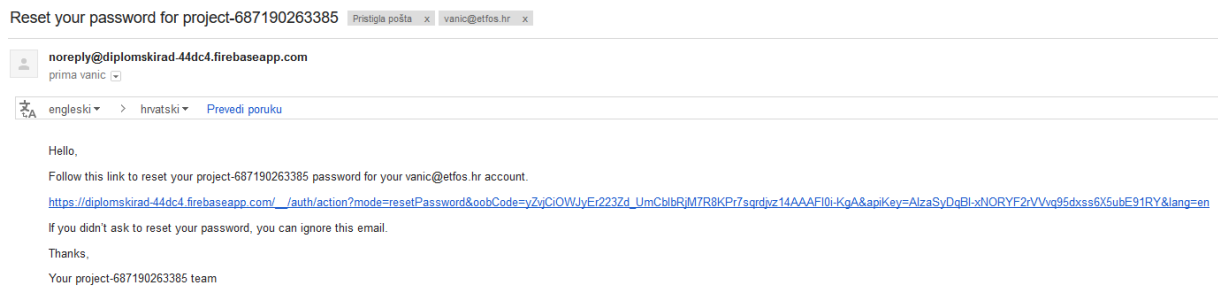 Reset your password for project-687190263385 Pristigla pošta x vanic@etfos.hr x
noreply@diplomskirad-44dc4.firebaseapp.com
prima vanic
engleski > hrvatski Prevedi poruku
Hello,
Follow this link to reset your project-687190263385 password for your vanic@etfos.hr account.
https://diplomskirad-44dc4.firebaseapp.com/__/auth/action?mode=resetPassword&oobCode=yZvjCiOWJyEr223Zd_UmCblbRjM7R8KPr7sqrdjvz14AAAFI0i-KgA&apiKey=AIzaSyDqBl-xNORYF2rVVvq95dxss6X5ubE91RY&lang=en
If you didn't ask to reset your password, you can ignore this email.
Thanks,
Your project-687190263385 team